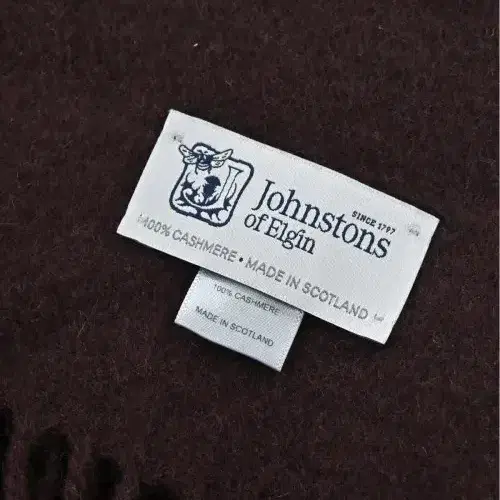 Johnstons
of Elgin
SINCE 1797
100% CASHMERE • MADE IN SCOTLAND
100% CASHMERE
MADE IN SCOTLAND